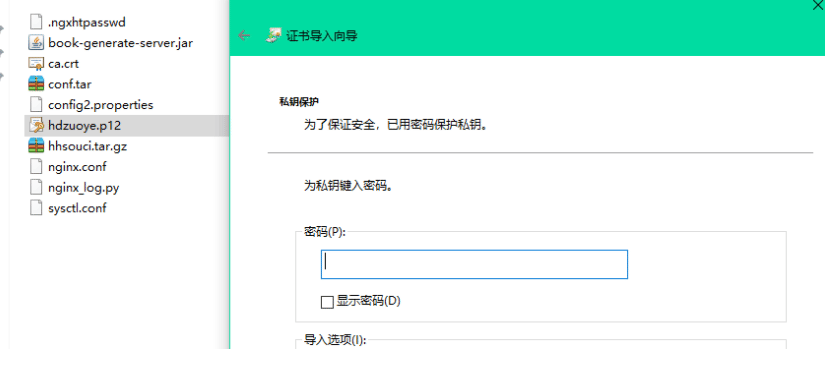 .ngxhtpasswd
book-generate-server.jar
ca.crt
conf.tar
config2.properties
hdzuoye.p12
hhsouci.tar.gz
nginx.conf
nginx_log.py
sysctl.conf
证书导入向导
私钥保护
为了保证安全，已用密码保护私钥。
为私钥键入密码。
密码(P):
显示密码(D)
导入选项(I):